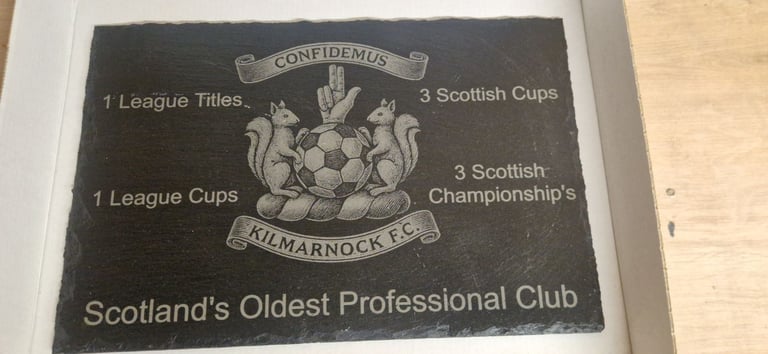 CONFIDEMUS
1 League Titles
3 Scottish Cups
1 League Cups
3 Scottish
Championship's
KILMARNOCK F.C.
Scotland's Oldest Professional Club